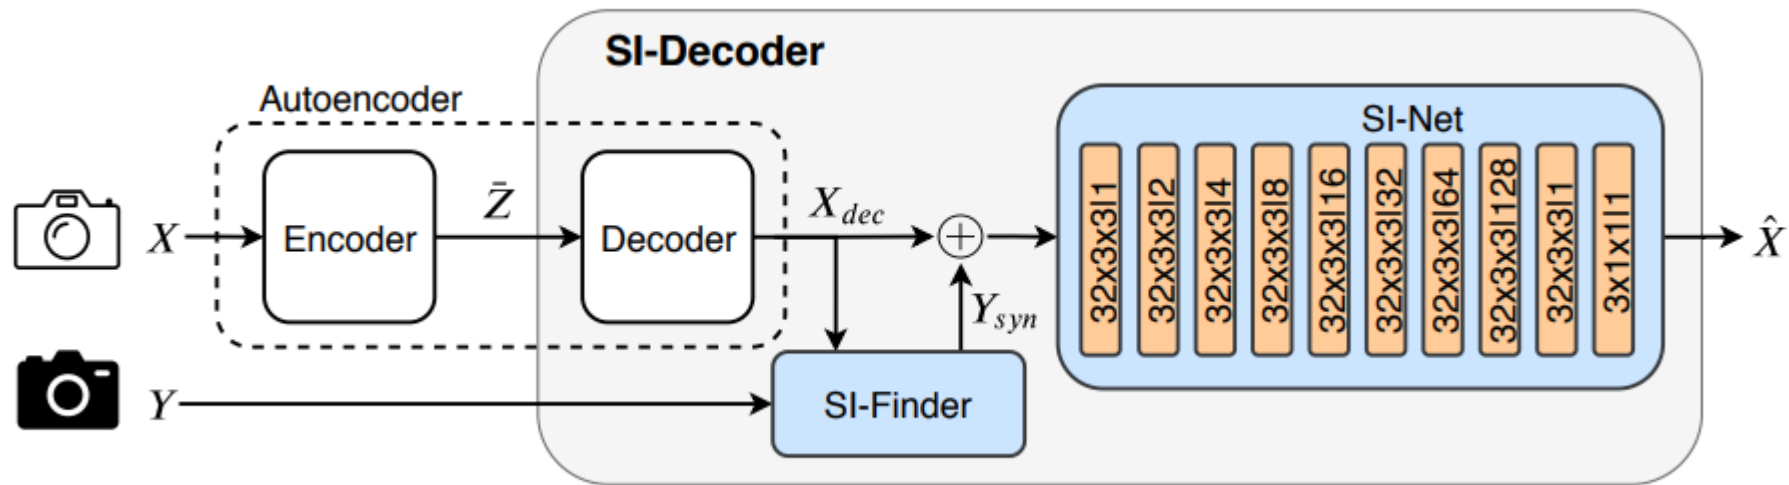 SI-Decoder
Autoencoder
SI-Net
X
Encoder
Z̄
Decoder
X_dec
Y_syn
32x3x3|1
32x3x3|2
32x3x3|4
32x3x3|8
32x3x3|16
32x3x3|32
32x3x3|64
32x3x3|128
32x3x3|1
3x1x1|1
X̂
Y
SI-Finder